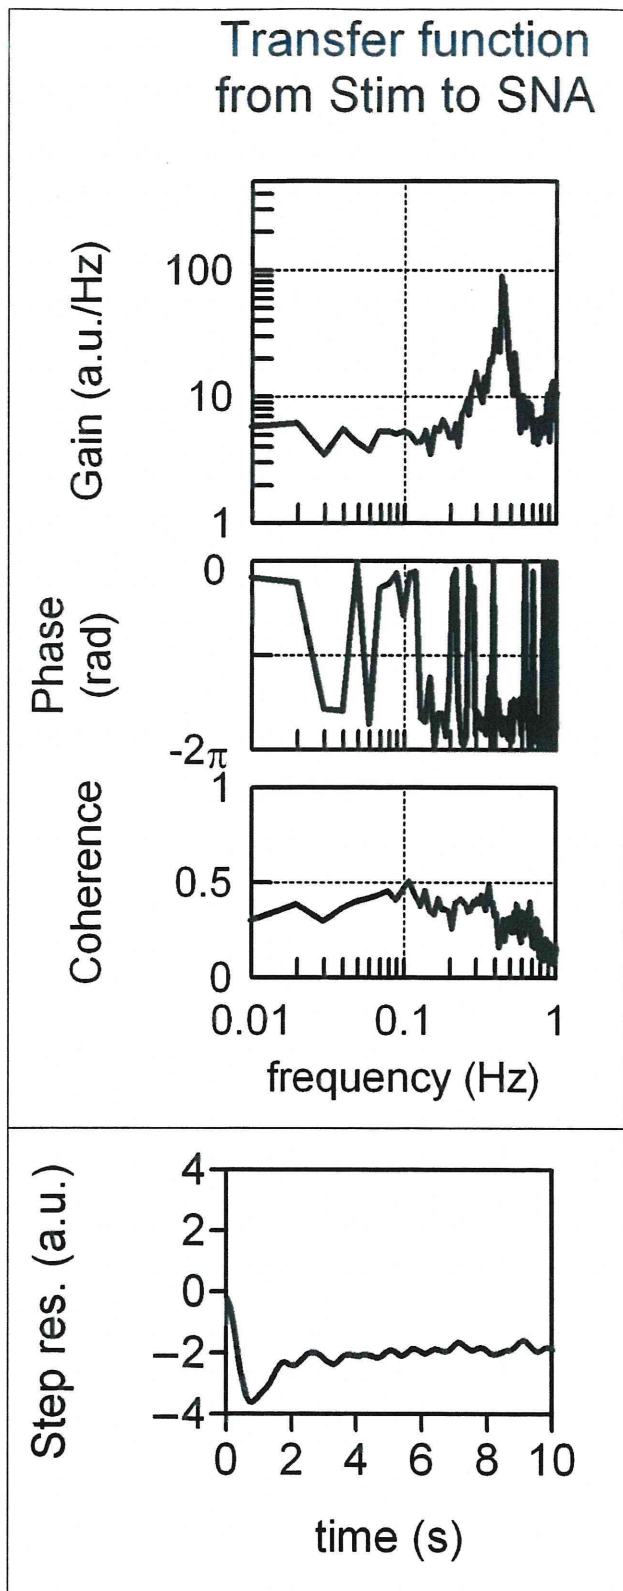 Transfer function
from Stim to SNA
Gain (a.u./Hz)
100
10
1
Phase
(rad)
0
-2π
Coherence
1
0.5
0
0.01
0.1
1
frequency (Hz)
Step res. (a.u.)
4
2
0
−2
−4
0
2
4
6
8
10
time (s)